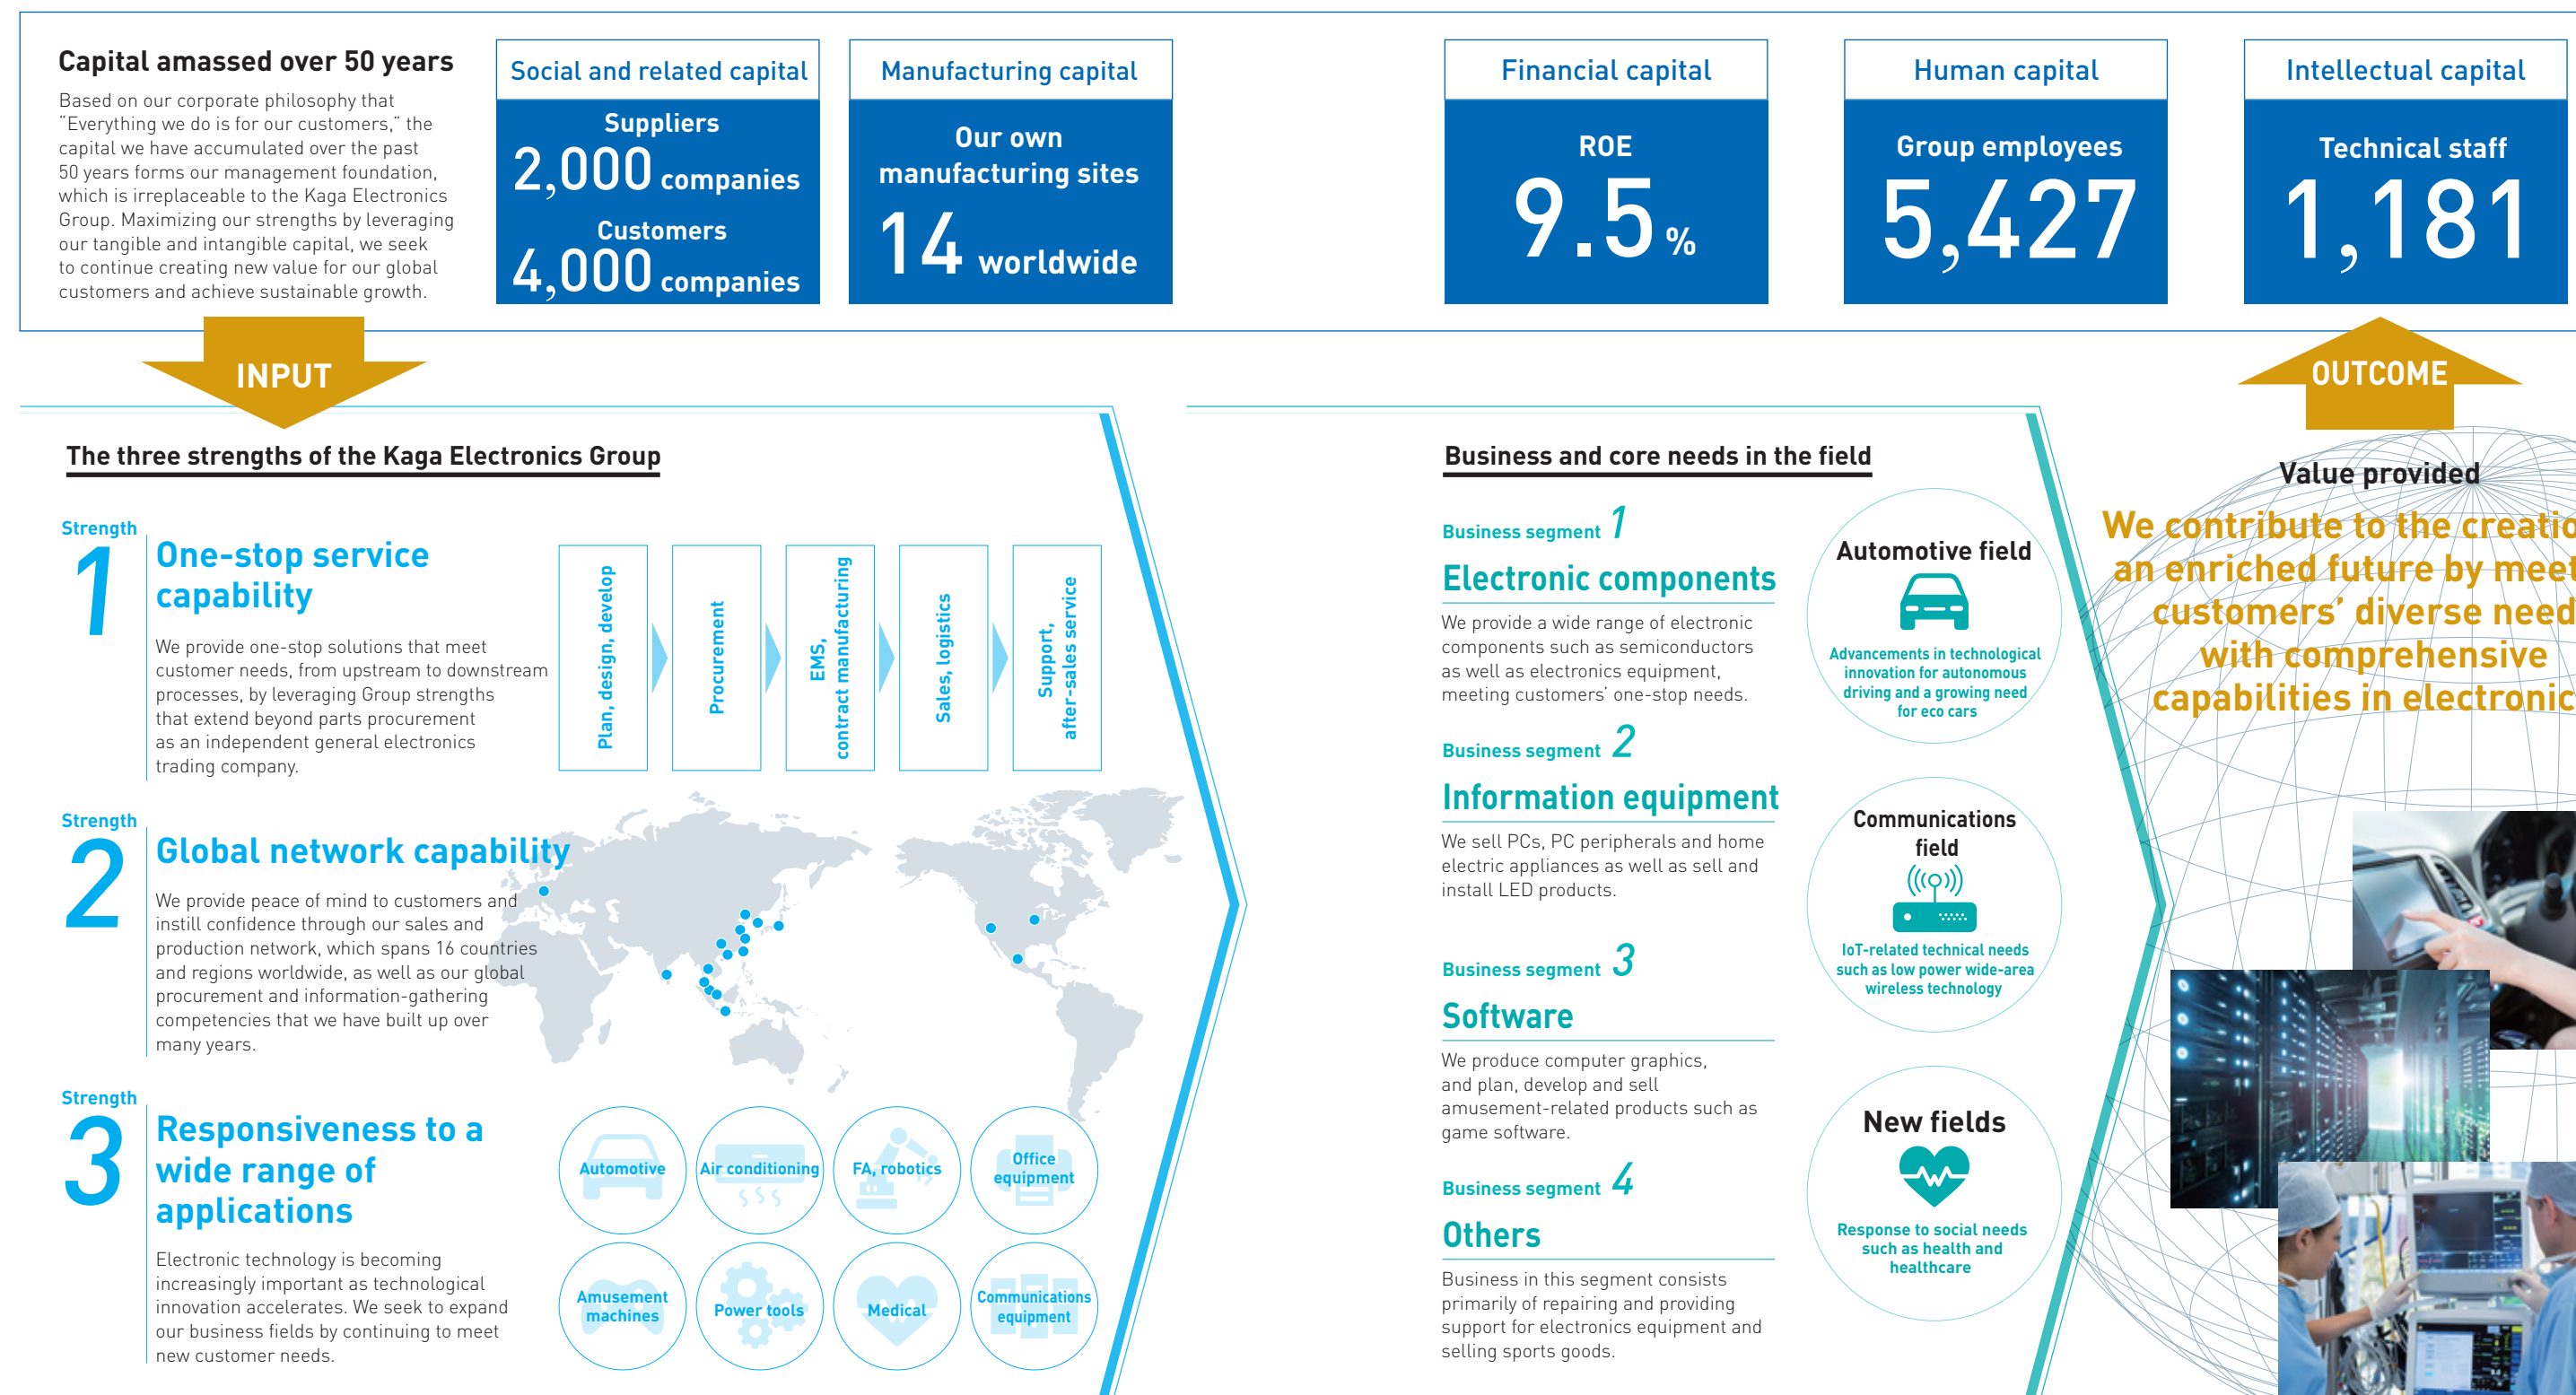 Capital amassed over 50 years
Based on our corporate philosophy that
"Everything we do is for our customers," the
capital we have accumulated over the past
50 years forms our management foundation,
which is irreplaceable to the Kaga Electronics
Group. Maximizing our strengths by leveraging
our tangible and intangible capital, we seek
to continue creating new value for our global
customers and achieve sustainable growth.
Social and related capital
Suppliers
2,000 companies
Customers
4,000 companies
Manufacturing capital
Our own
manufacturing sites
14 worldwide
Financial capital
ROE
9.5%
Human capital
Group employees
5,427
Intellectual capital
Technical staff
1,181
INPUT
OUTCOME
The three strengths of the Kaga Electronics Group
Strength
1
One-stop service
capability
We provide one-stop solutions that meet
customer needs, from upstream to downstream
processes, by leveraging Group strengths
that extend beyond parts procurement
as an independent general electronics
trading company.
Plan, design, develop
Procurement
EMS,
contract manufacturing
Sales, logistics
Support,
after-sales service
Strength
2
Global network capability
We provide peace of mind to customers and
instill confidence through our sales and
production network, which spans 16 countries
and regions worldwide, as well as our global
procurement and information-gathering
competencies that we have built up over
many years.
Strength
3
Responsiveness to a
wide range of
applications
Electronic technology is becoming
increasingly important as technological
innovation accelerates. We seek to expand
our business fields by continuing to meet
new customer needs.
Automotive
Air conditioning
FA, robotics
Office
equipment
Amusement
machines
Power tools
Medical
Communications
equipment
Business and core needs in the field
Business segment 1
Electronic components
We provide a wide range of electronic
components such as semiconductors
as well as electronics equipment,
meeting customers' one-stop needs.
Business segment 2
Information equipment
We sell PCs, PC peripherals and home
electric appliances as well as sell and
install LED products.
Business segment 3
Software
We produce computer graphics,
and plan, develop and sell
amusement-related products such as
game software.
Business segment 4
Others
Business in this segment consists
primarily of repairing and providing
support for electronics equipment and
selling sports goods.
Automotive field
Advancements in technological
innovation for autonomous
driving and a growing need
for eco cars
Communications
field
IoT-related technical needs
such as low power wide-area
wireless technology
New fields
Response to social needs
such as health and
healthcare
Value provided
We contribute to the creatio
an enriched future by meet
customers' diverse need
with comprehensive
capabilities in electronic